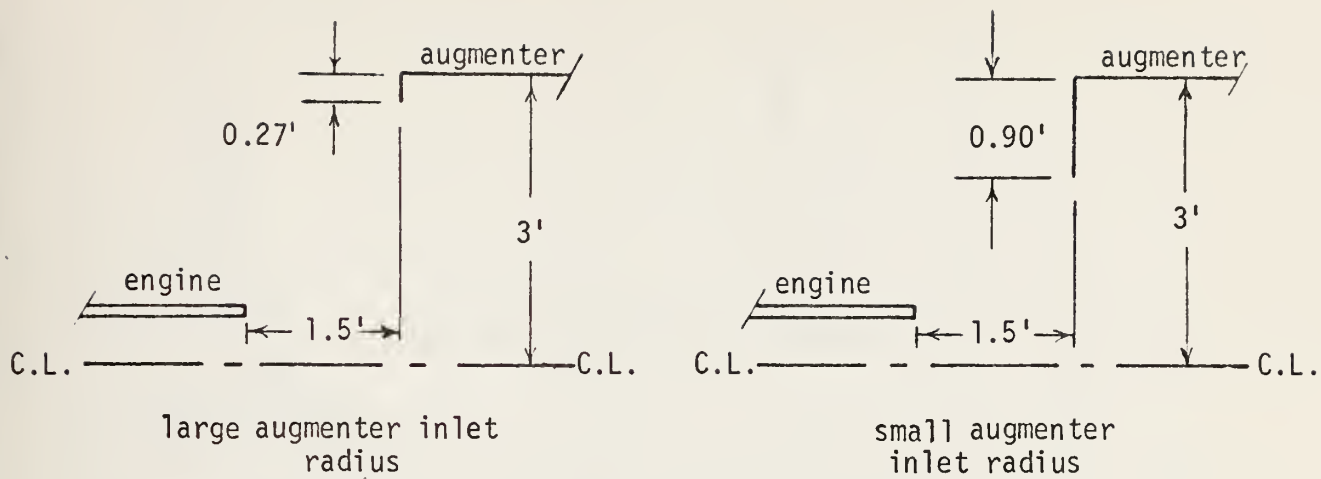 augmenter
0.27'
3'
engine
1.5'
C.L. C.L.
large augmenter inlet
radius
augmenter
0.90'
3'
engine
1.5'
C.L. C.L.
small augmenter
inlet radius